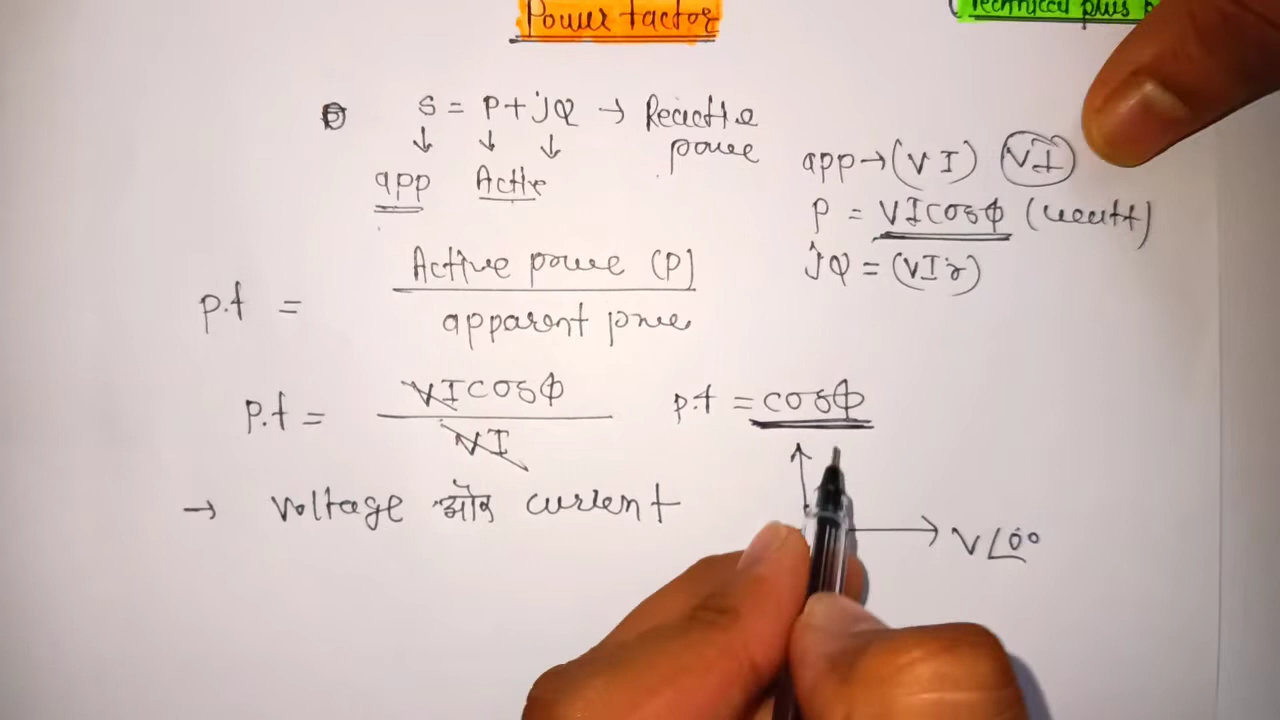 Power factor
Technical plus
S = P + jQ → Reactive power
app Active
app → (VI) VI
P = VICosϕ (watt)
jQ = (VIr)
p.f = Active power (P)
apparent power
p.f = VICOSϕ
VI
p.f = cosϕ
→ Voltage और current
V∠0°